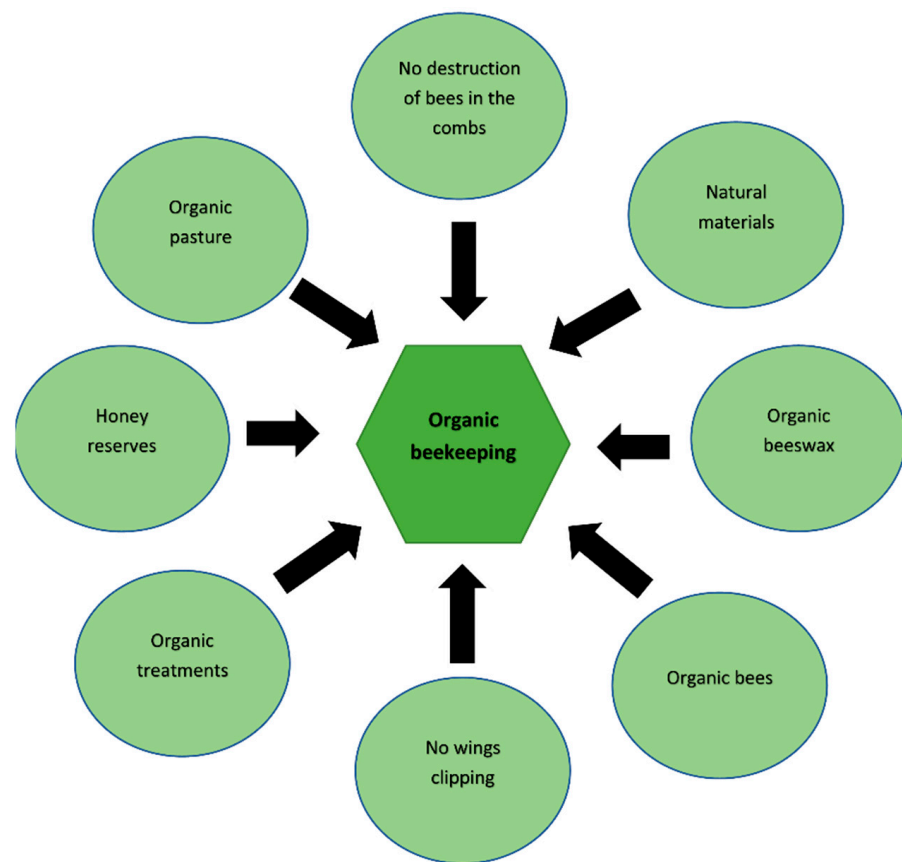 No destruction
of bees in the
combs
Natural
materials
Organic
beeswax
Organic bees
No wings
clipping
Organic
treatments
Honey
reserves
Organic
pasture
Organic
beekeeping